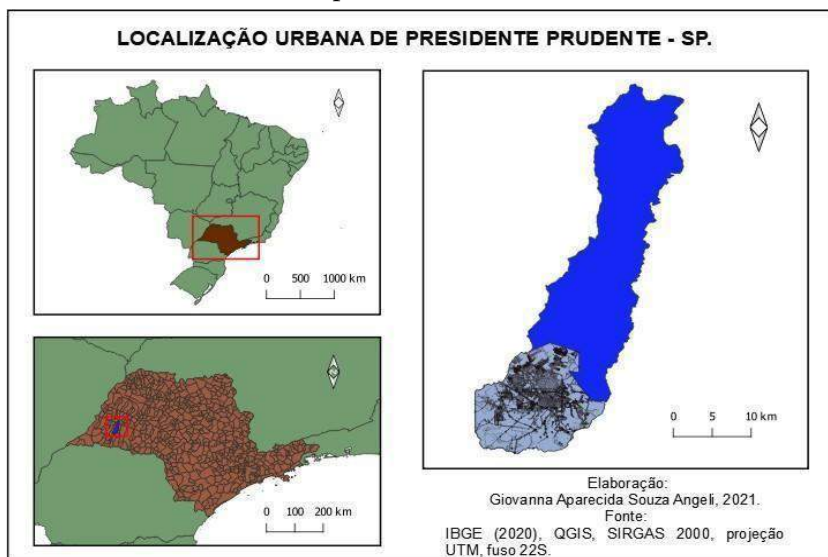 LOCALIZAÇÃO URBANA DE PRESIDENTE PRUDENTE - SP.
0 500 1000 km
0 100 200 km
0 5 10 km
Elaboração:
Giovanna Aparecida Souza Angeli, 2021.
Fonte:
IBGE (2020), QGIS, SIRGAS 2000, projeção
UTM, fuso 22S.